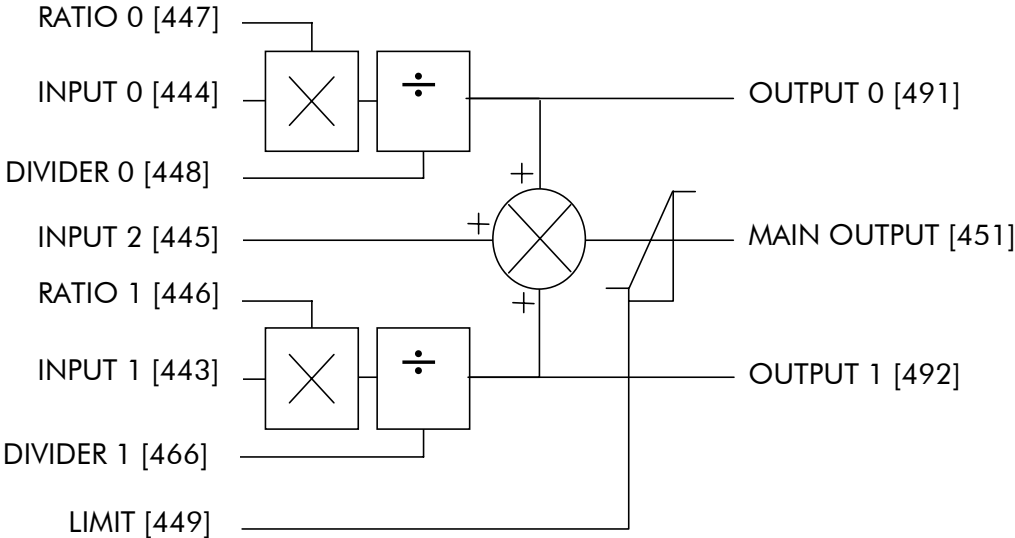 RATIO 0 [447]
INPUT 0 [444]
÷
OUTPUT 0 [491]
DIVIDER 0 [448]
+
INPUT 2 [445]
+
MAIN OUTPUT [451]
RATIO 1 [446]
+
INPUT 1 [443]
÷
OUTPUT 1 [492]
DIVIDER 1 [466]
LIMIT [449]